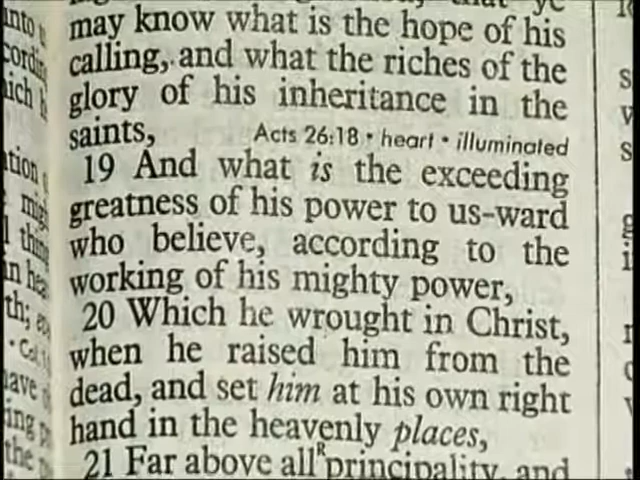 that ye
may know what is the hope of his
calling, and what the riches of the
glory of his inheritance in the
saints, Acts 26:18 • heart • illuminated
19 And what is the exceeding
greatness of his power to us-ward
who believe, according to the
working of his mighty power,
20 Which he wrought in Christ,
when he raised him from the
dead, and set him at his own right
hand in the heavenly places,
21 Far above all R principality, and